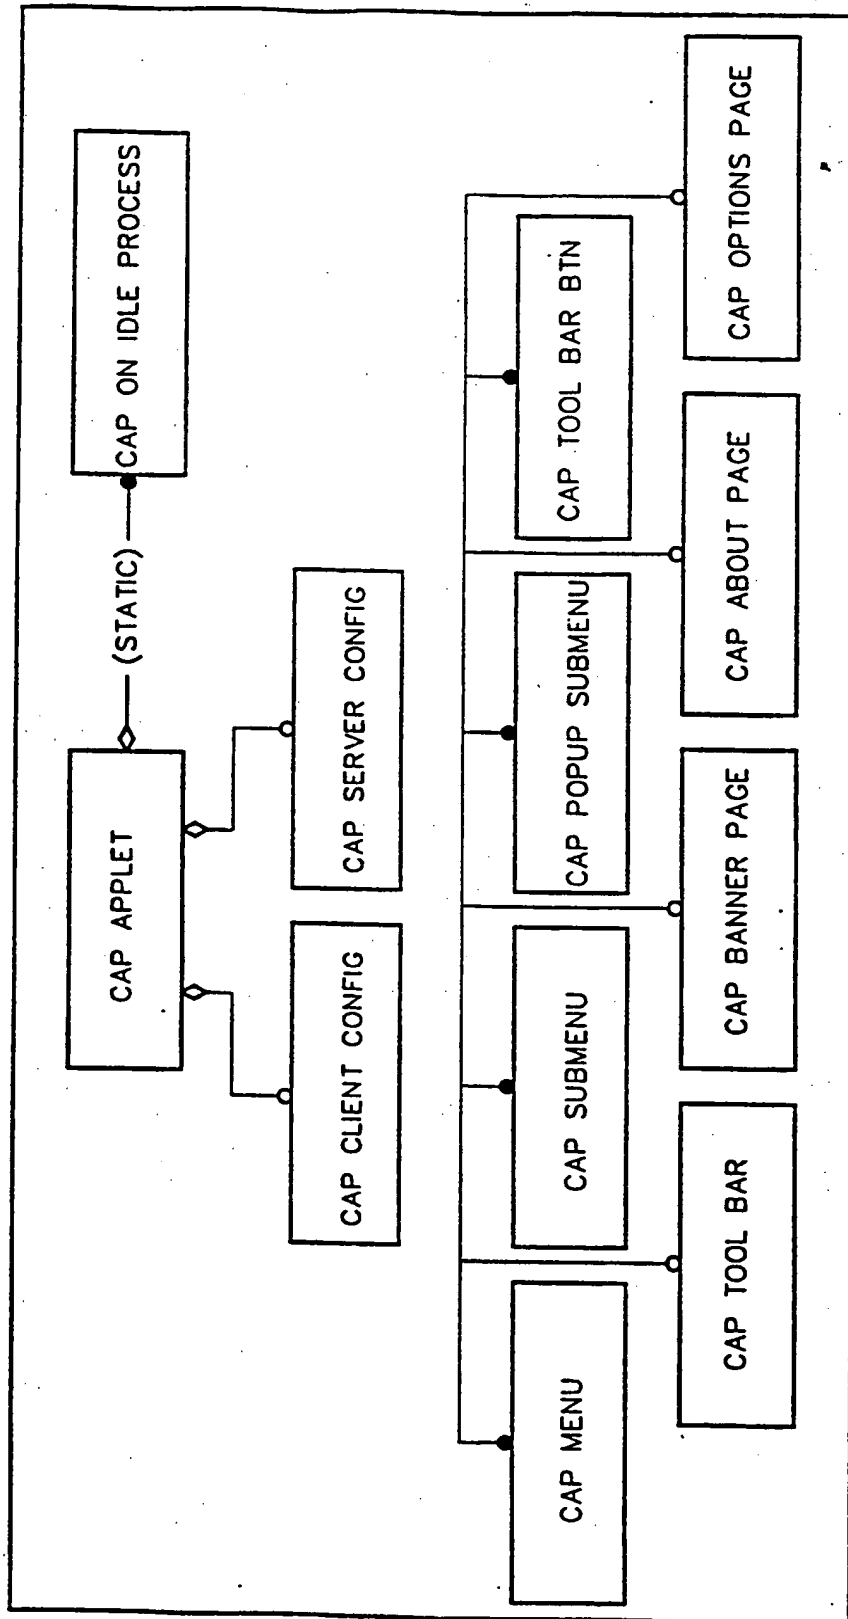 CAP APPLET
(STATIC)
CAP ON IDLE PROCESS
CAP CLIENT CONFIG
CAP SERVER CONFIG
CAP MENU
CAP SUBMENU
CAP POPUP SUBMENU
CAP TOOL BAR BTN
CAP TOOL BAR
CAP BANNER PAGE
CAP ABOUT PAGE
CAP OPTIONS PAGE